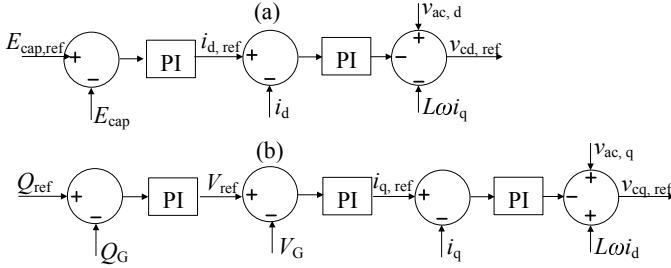 (a)
E_cap,ref + − PI i_d, ref + − PI − + − v_ac, d v_cd, ref
E_cap
i_d
Lωi_q
(b)
Q_ref + − PI V_ref + − PI i_q, ref + − PI − + + v_ac, q v_cq, ref
Q_G
V_G
i_q
Lωi_d